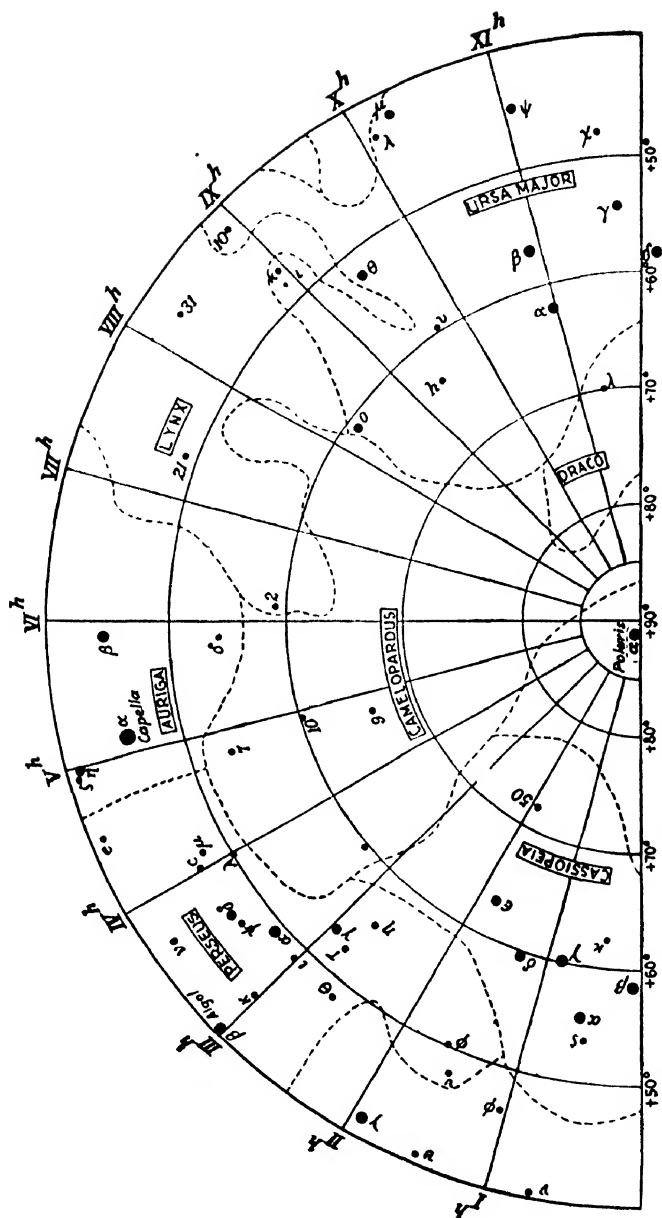 XI^h
X^h
IX^h
VIII^h
VII^h
VI^h
V^h
IV^h
III^h
II^h
I^h
μ
λ
ψ
χ
+50°
URSA MAJOR
γ
β
δ
+60°
α
θ
υ
h
λ
+70°
10
κ
ι
31
LYNX
21
ο
DRACO
+80°
2
β
δ
CAMELOPARDUS
+90°
Polaris
α
α
Capella
AURIGA
7
10
9
+80°
ζ
η
e
c
μ
λ
50
+70°
CASSIOPEIA
ε
ν
PERSEUS
δ
ψ
α
γ
τ
η
ι
κ
θ
β
Algol
δ
γ
κ
+60°
β
α
ζ
φ
υ
φ
+50°
γ
ν